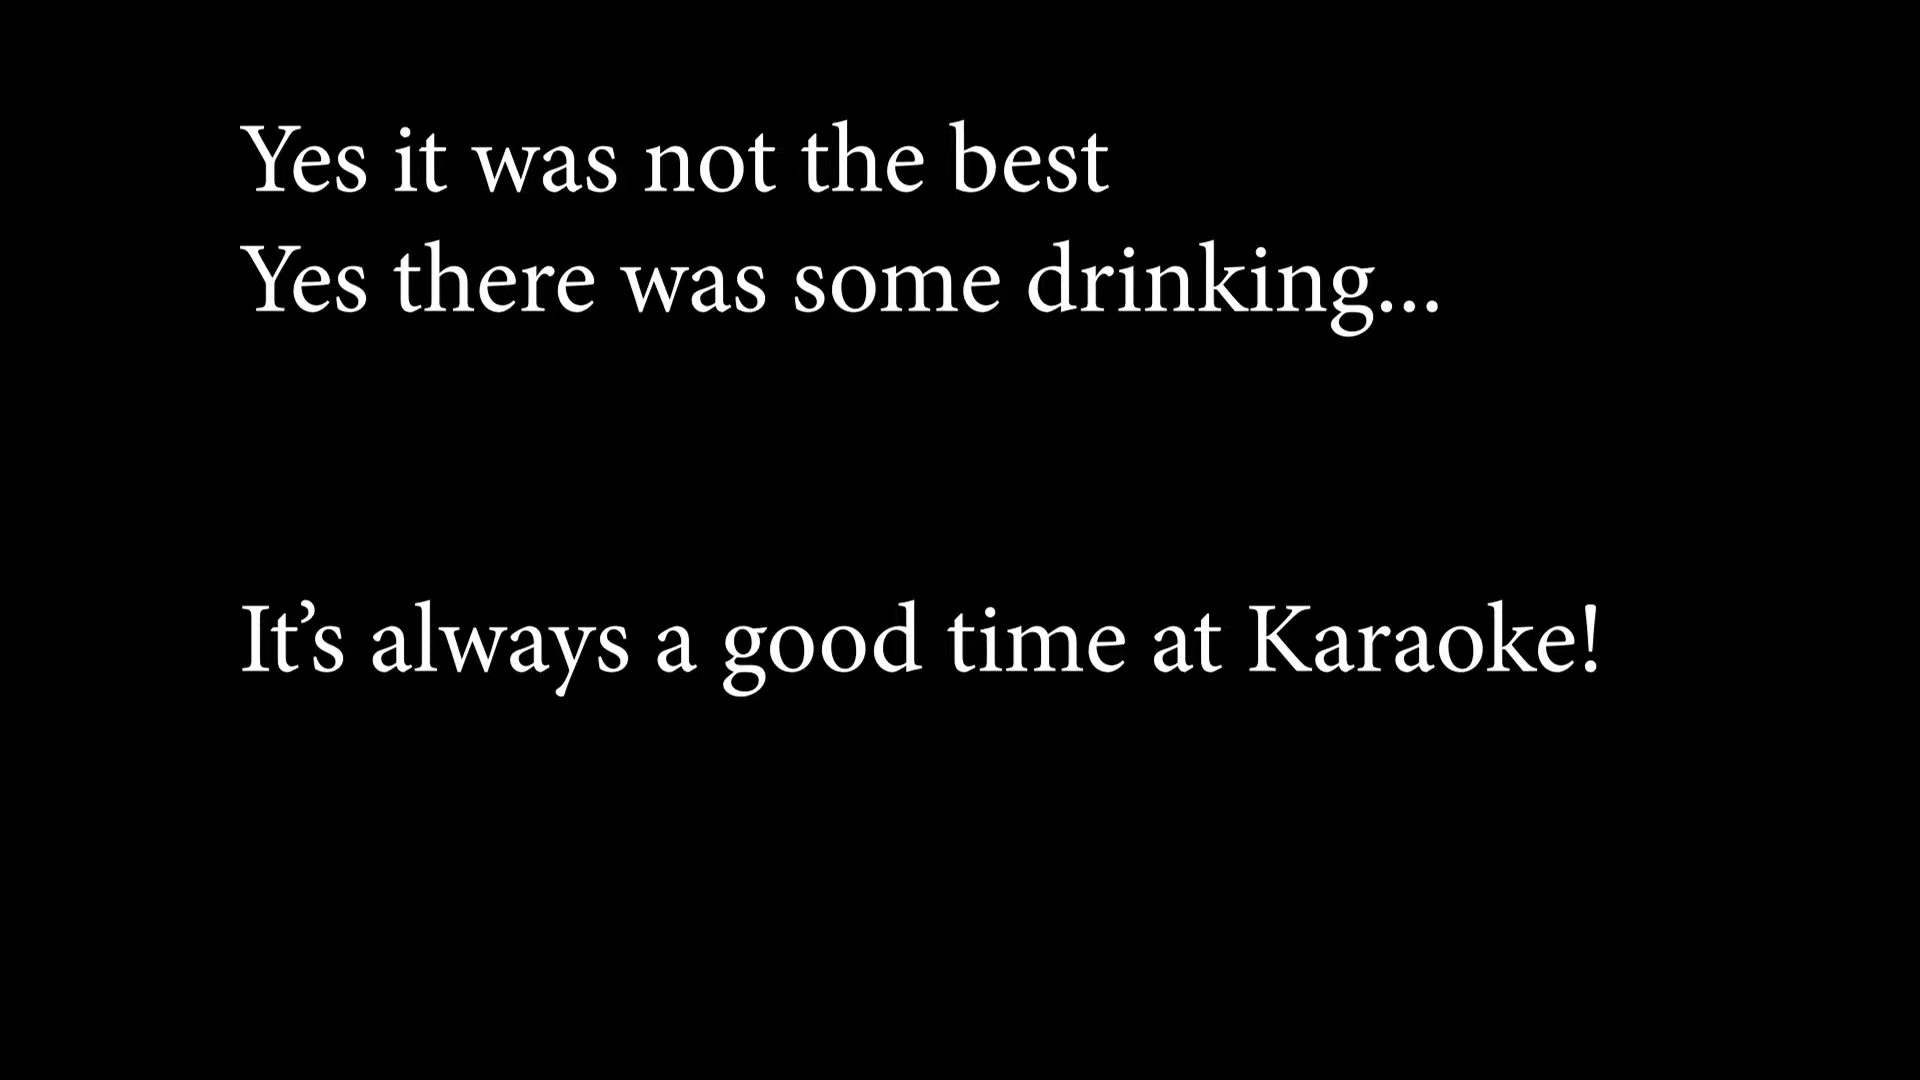 Yes it was not the best
Yes there was some drinking...
It’s always a good time at Karaoke!